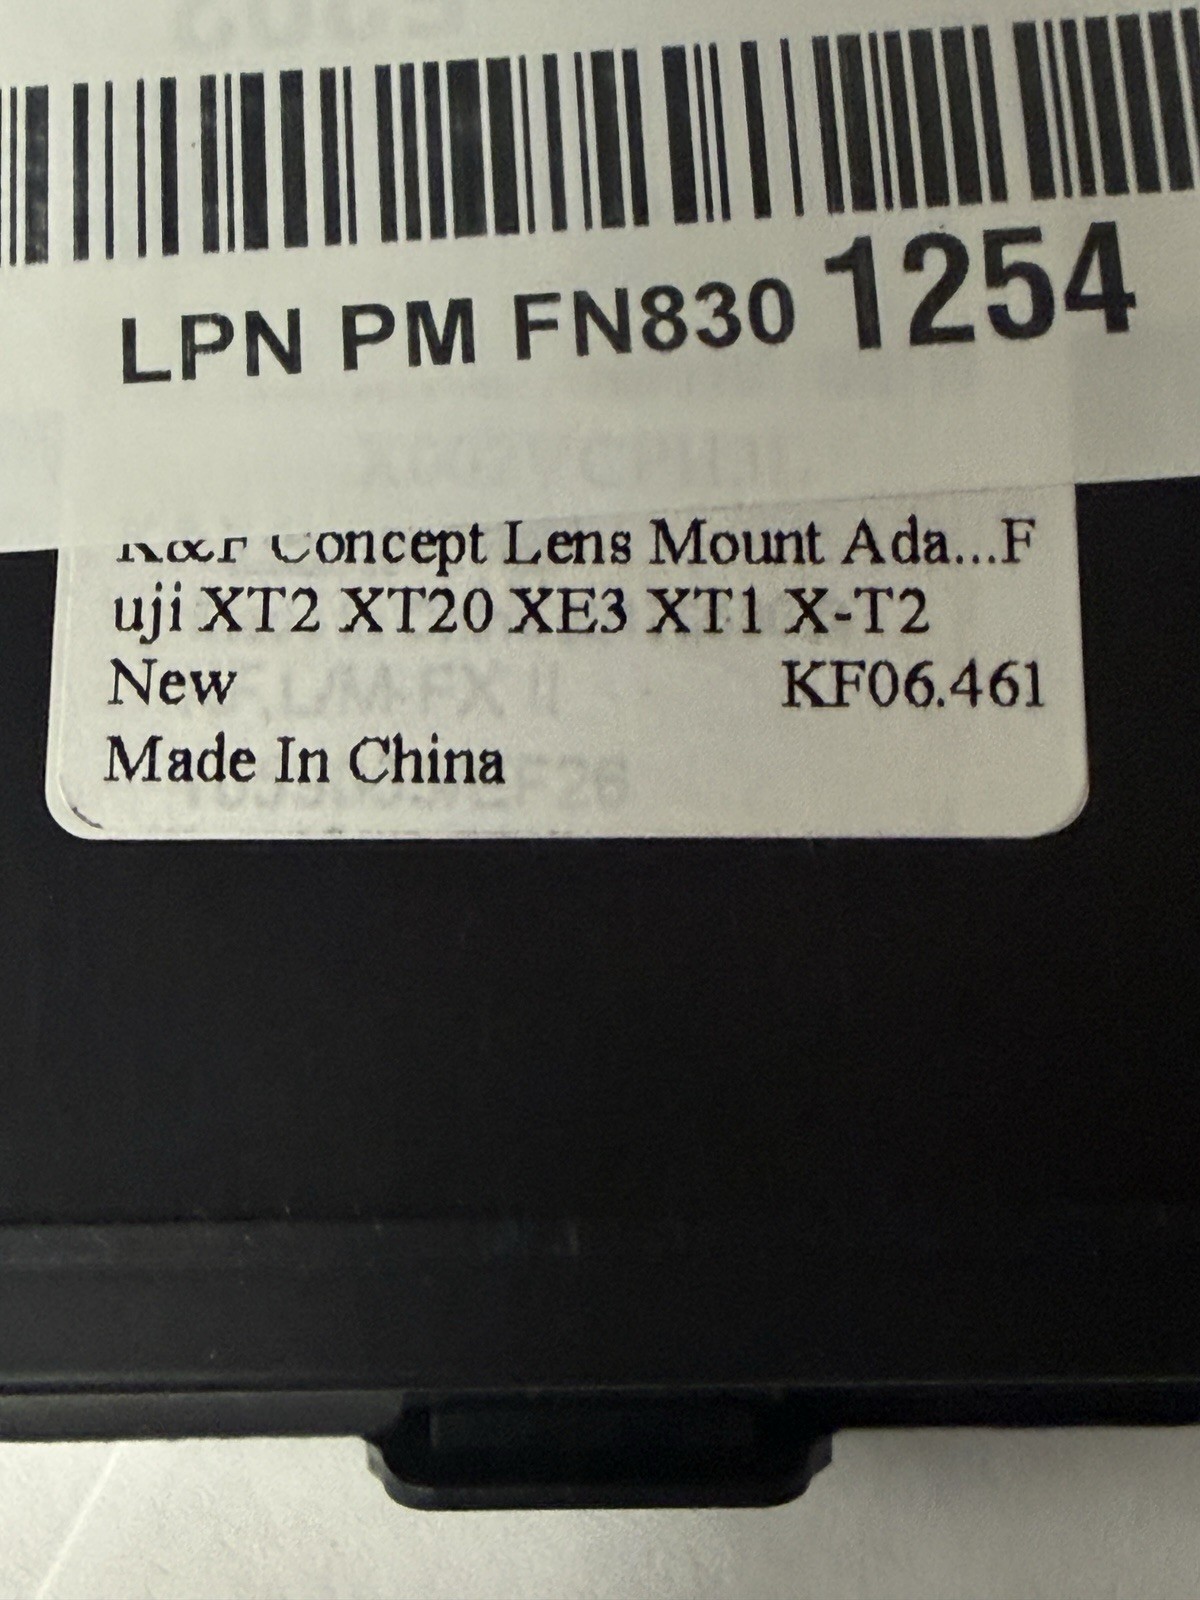 LPN PM FN830 1254
K&F Concept Lens Mount Ada...F
uji XT2 XT20 XE3 XT1 X-T2
New KF06.461
Made In China